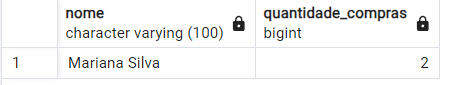 nome quantidade_compras
character varying (100) bigint
1 Mariana Silva 2